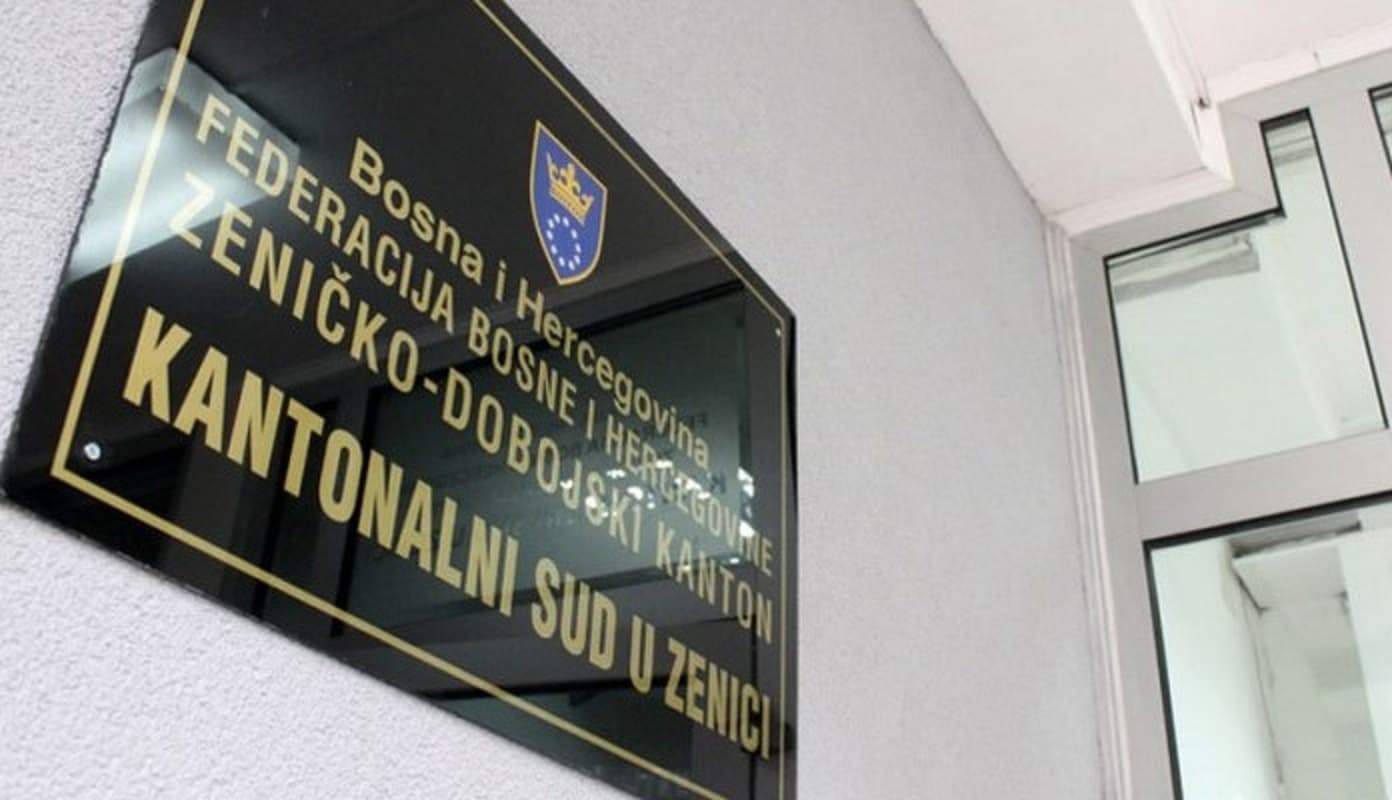 Bosna i Hercegovina
FEDERACIJA BOSNE I HERCEGOVINE
ZENIČKO-DOBOJSKI KANTON
KANTONALNI SUD U ZENICI